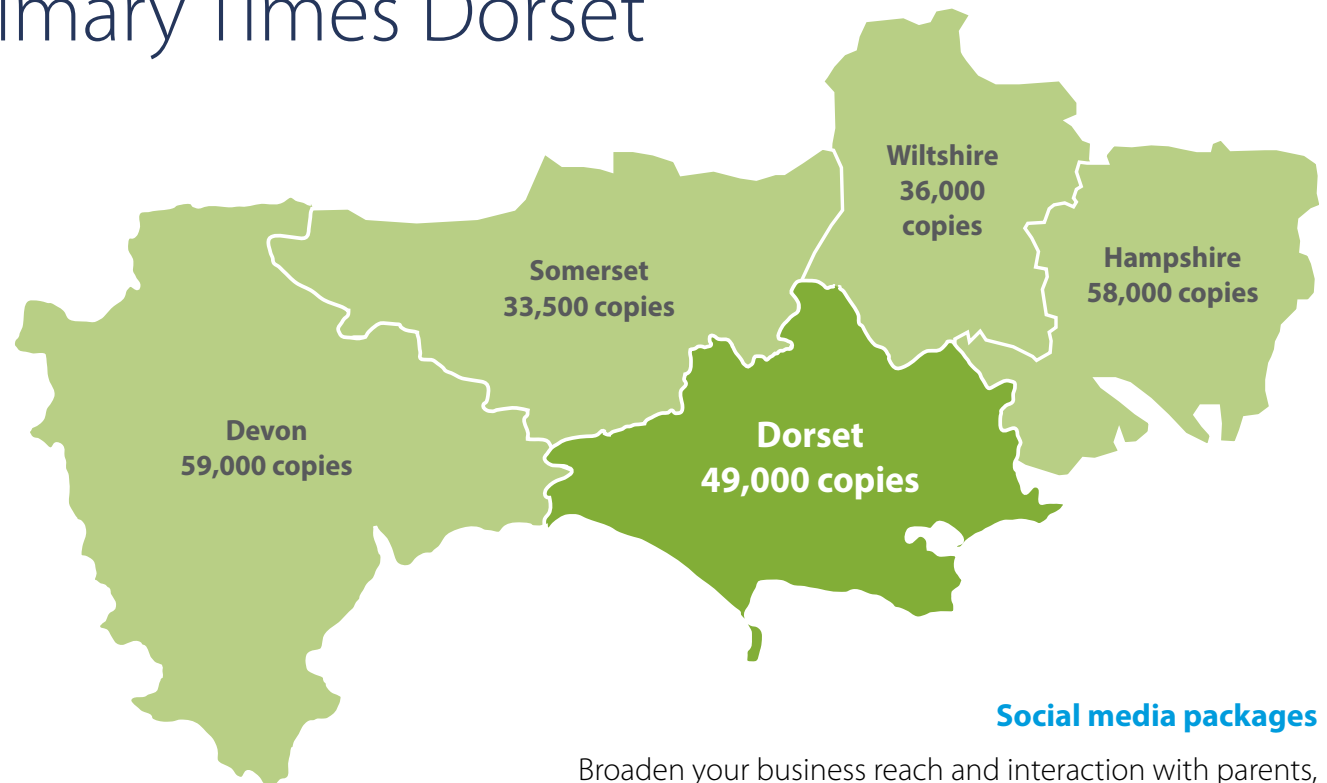 imary Times Dorset
Wiltshire
36,000
copies
Somerset
33,500 copies
Hampshire
58,000 copies
Devon
59,000 copies
Dorset
49,000 copies
Social media packages
Broaden your business reach and interaction with parents,